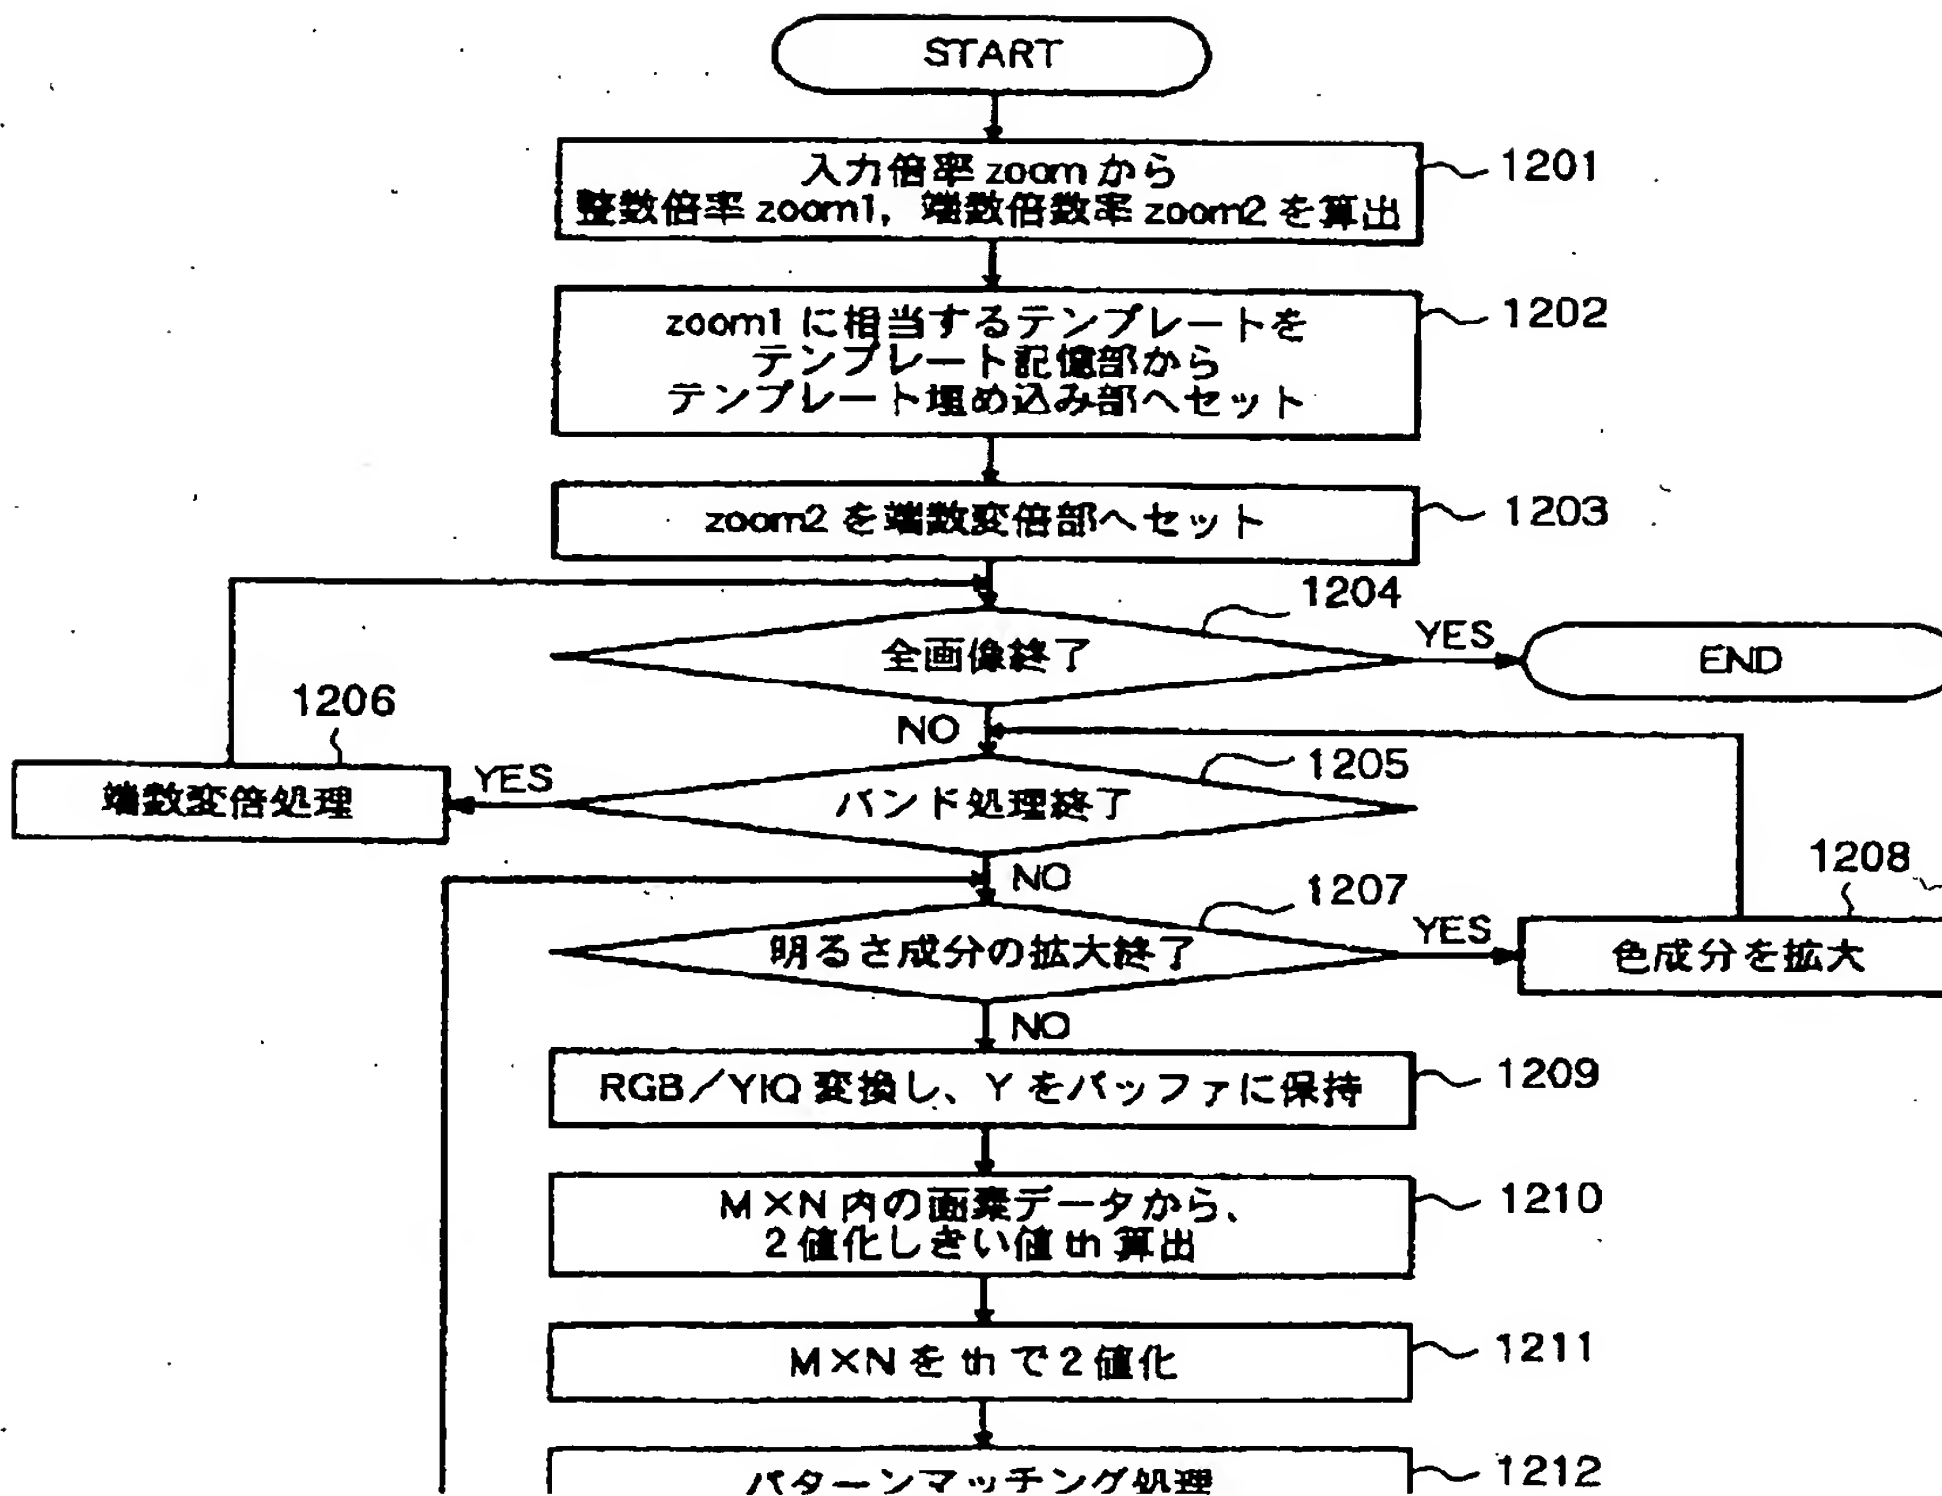 START
入力倍率 zoom から
整数倍率 zoom1, 端数倍数率 zoom2 を算出
1201
zoom1 に相当するテンプレートを
テンプレート記憶部から
テンプレート埋め込み部へセット
1202
zoom2 を端数変倍部へセット
1203
1204
全画像終了
YES
END
NO
1206
端数変倍処理
YES
1205
バンド処理終了
NO
1207
明るさ成分の拡大終了
YES
1208
色成分を拡大
NO
RGB/YIQ 変換し、Y をバッファに保持
1209
M×N 内の画素データから、
2値化しきい値 th 算出
1210
M×N を th で 2 値化
1211
パターンマッチング処理
1212